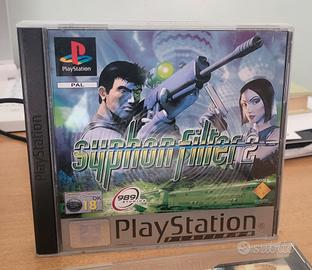 PlayStation
PAL
PlayStation
syphon filter 2
18
989
PlayStation
PLATINUM
subito